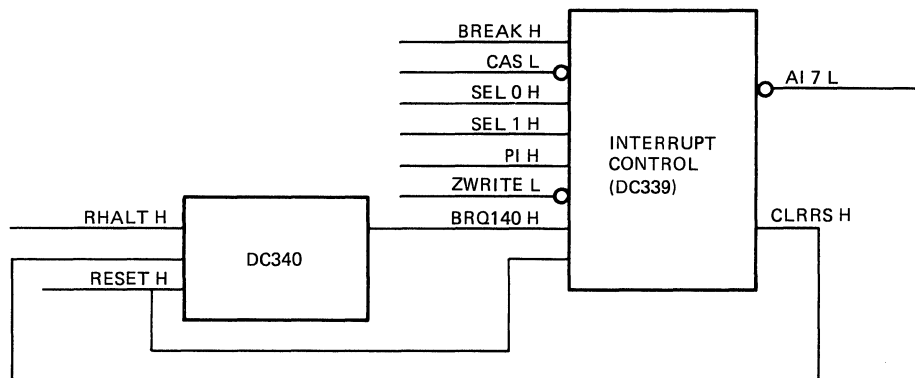 BREAK H
CAS L
SEL 0 H
SEL 1 H
PI H
ZWRITE L
BRQ140 H
INTERRUPT
CONTROL
(DC339)
AI 7 L
CLRRS H
RHALT H
DC340
RESET H